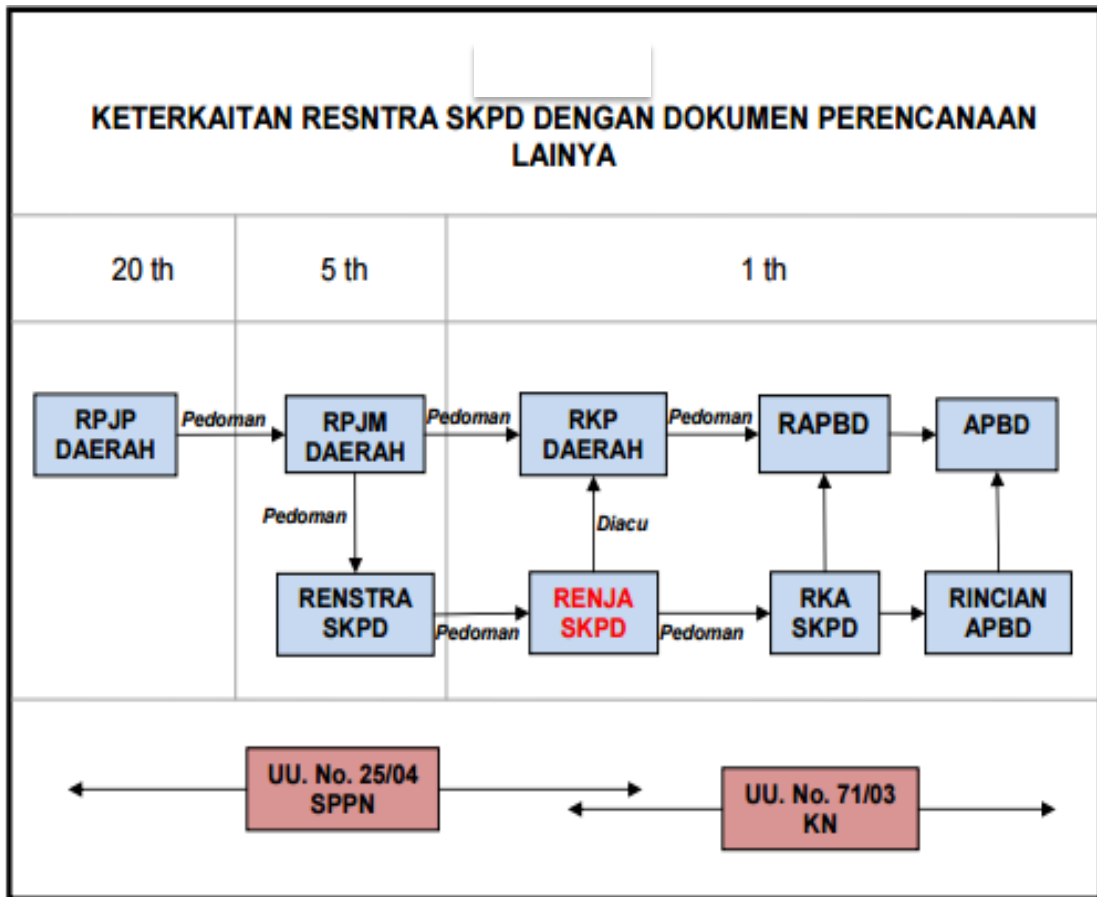 KETERKAITAN RESNTRA SKPD DENGAN DOKUMEN PERENCANAAN
LAINYA
20 th
5 th
1 th
RPJP
DAERAH
Pedoman
RPJM
DAERAH
Pedoman
RKP
DAERAH
Pedoman
RAPBD
APBD
Pedoman
Diacu
RENSTRA
SKPD
Pedoman
RENJA
SKPD
Pedoman
RKA
SKPD
RINCIAN
APBD
UU. No. 25/04
SPPN
UU. No. 71/03
KN